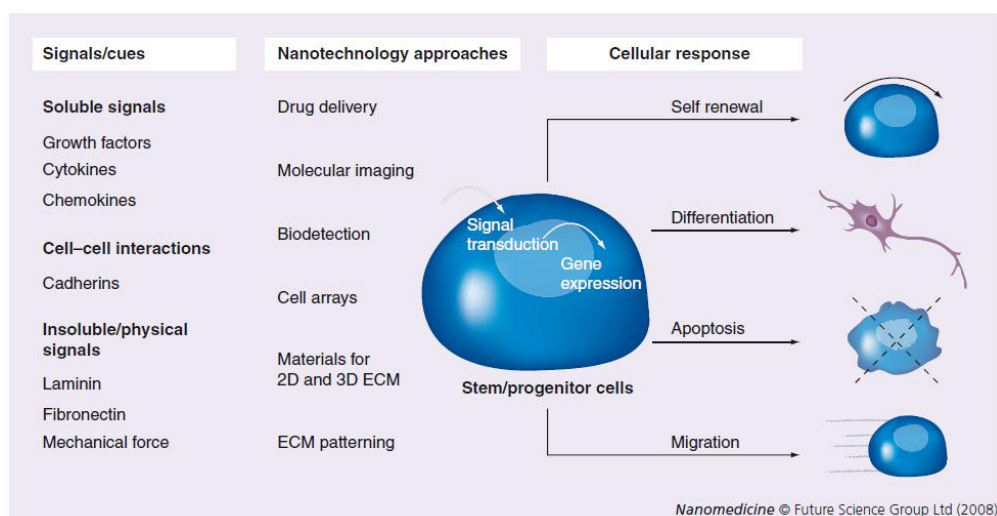 Signals/cues
Nanotechnology approaches
Cellular response
Soluble signals
Growth factors
Cytokines
Chemokines
Cell–cell interactions
Cadherins
Insoluble/physical
signals
Laminin
Fibronectin
Mechanical force
Drug delivery
Molecular imaging
Biodetection
Cell arrays
Materials for
2D and 3D ECM
ECM patterning
Signal
transduction
Gene
expression
Stem/progenitor cells
Self renewal
Differentiation
Apoptosis
Migration
Nanomedicine © Future Science Group Ltd (2008)